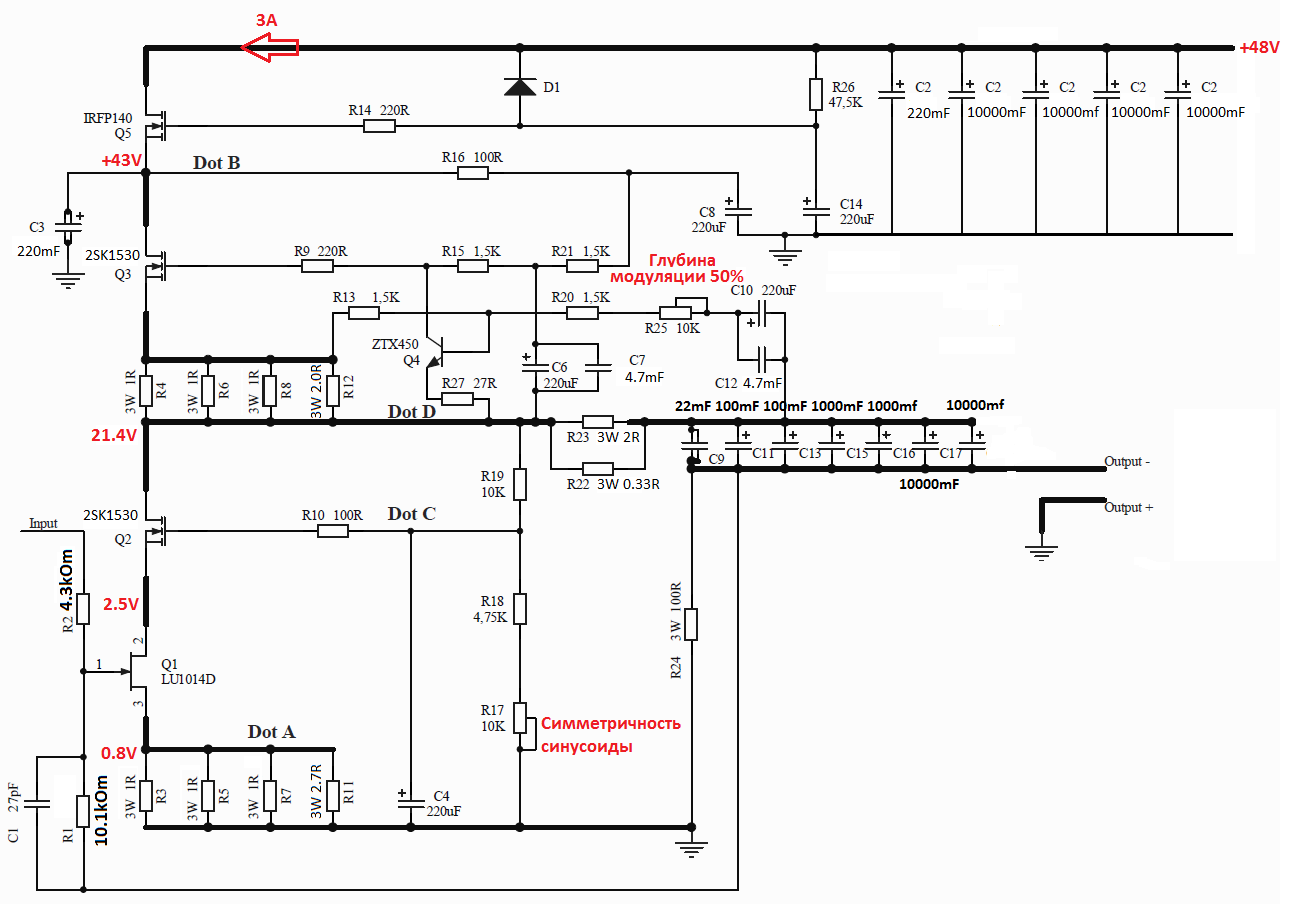 3A
+48V
D1
R26
47,5K
C2
220mF
C2
10000mF
C2
10000mf
C2
10000mF
C2
10000mF
R14 220R
IRFP140
Q5
+43V
Dot B
R16 100R
C3
220mF
C8
220uF
C14
220uF
2SK1530
Q3
R9 220R
R15 1,5K
R21 1,5K
Глубина
модуляции 50%
R13 1,5K
R20 1,5K
R25 10K
C10 220uF
ZTX450
Q4
C6
220uF
C7
4.7mF
C12 4.7mF
R27 27R
3W 1R
R4
3W 1R
R6
3W 1R
R8
3W 2.0R
R12
Dot D
21.4V
R23 3W 2R
R22 3W 0.33R
22mF
100mF
100mF
1000mF
1000mf
10000mf
C9
C11
C13
C15
C16
C17
10000mF
Output -
Output +
R19
10K
2SK1530
Q2
R10 100R
Dot C
Input
R2
4.3kOm
2.5V
R18
4,75K
R24
3W 100R
2
1
Q1
LU1014D
3
R17
10K
Симметричность
синусоиды
Dot A
0.8V
C1 27pF
R1
10.1kOm
3W 1R
R3
3W 1R
R5
3W 1R
R7
3W 2.7R
R11
C4
220uF